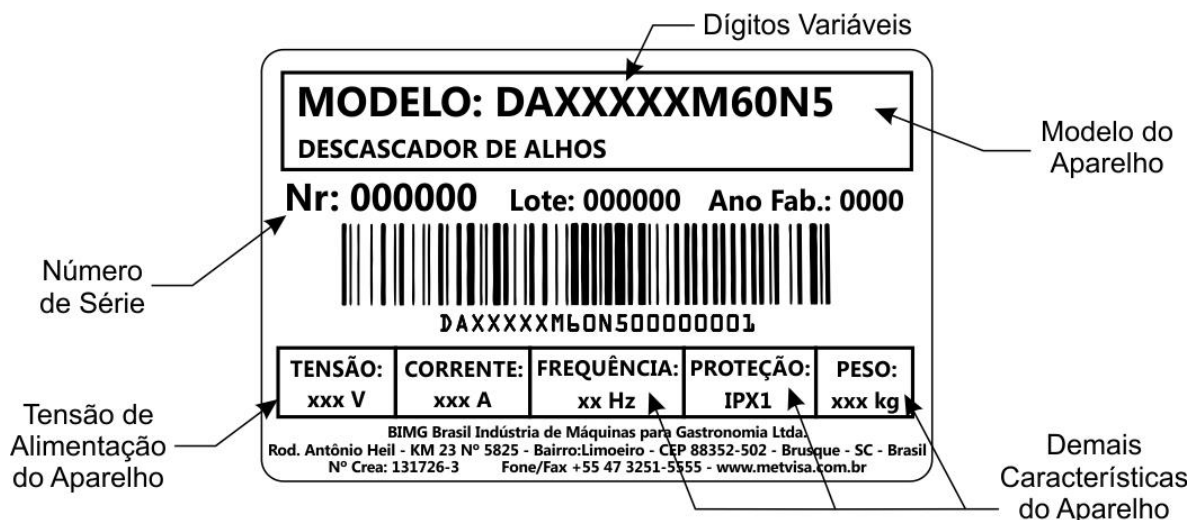 Dígitos Variáveis
MODELO: DAXXXXXM60N5
DESCASCADOR DE ALHOS
Modelo do
Aparelho
Nr: 000000 Lote: 000000 Ano Fab.: 0000
Número
de Série
DAXXXXXM60N500000001
TENSÃO: CORRENTE: FREQUÊNCIA: PROTEÇÃO: PESO:
xxx V xxx A xx Hz IPX1 xxx kg
Tensão de
Alimentação
do Aparelho
BIMG Brasil Indústria de Máquinas para Gastronomia Ltda.
Rod. Antônio Heil - KM 23 Nº 5825 - Bairro:Limoeiro - CEP 88352-502 - Brusque - SC - Brasil
Nº Crea: 131726-3 Fone/Fax +55 47 3251-5555 - www.metvisa.com.br
Demais
Características
do Aparelho